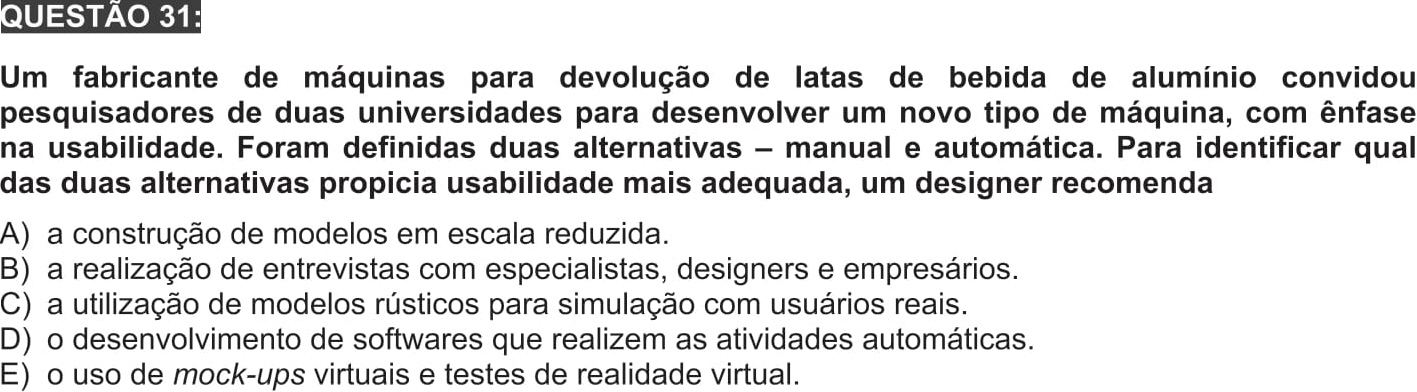 QUESTÃO 31:
Um fabricante de máquinas para devolução de latas de bebida de alumínio convidou
pesquisadores de duas universidades para desenvolver um novo tipo de máquina, com ênfase
na usabilidade. Foram definidas duas alternativas – manual e automática. Para identificar qual
das duas alternativas propicia usabilidade mais adequada, um designer recomenda
A) a construção de modelos em escala reduzida.
B) a realização de entrevistas com especialistas, designers e empresários.
C) a utilização de modelos rústicos para simulação com usuários reais.
D) o desenvolvimento de softwares que realizem as atividades automáticas.
E) o uso de mock-ups virtuais e testes de realidade virtual.